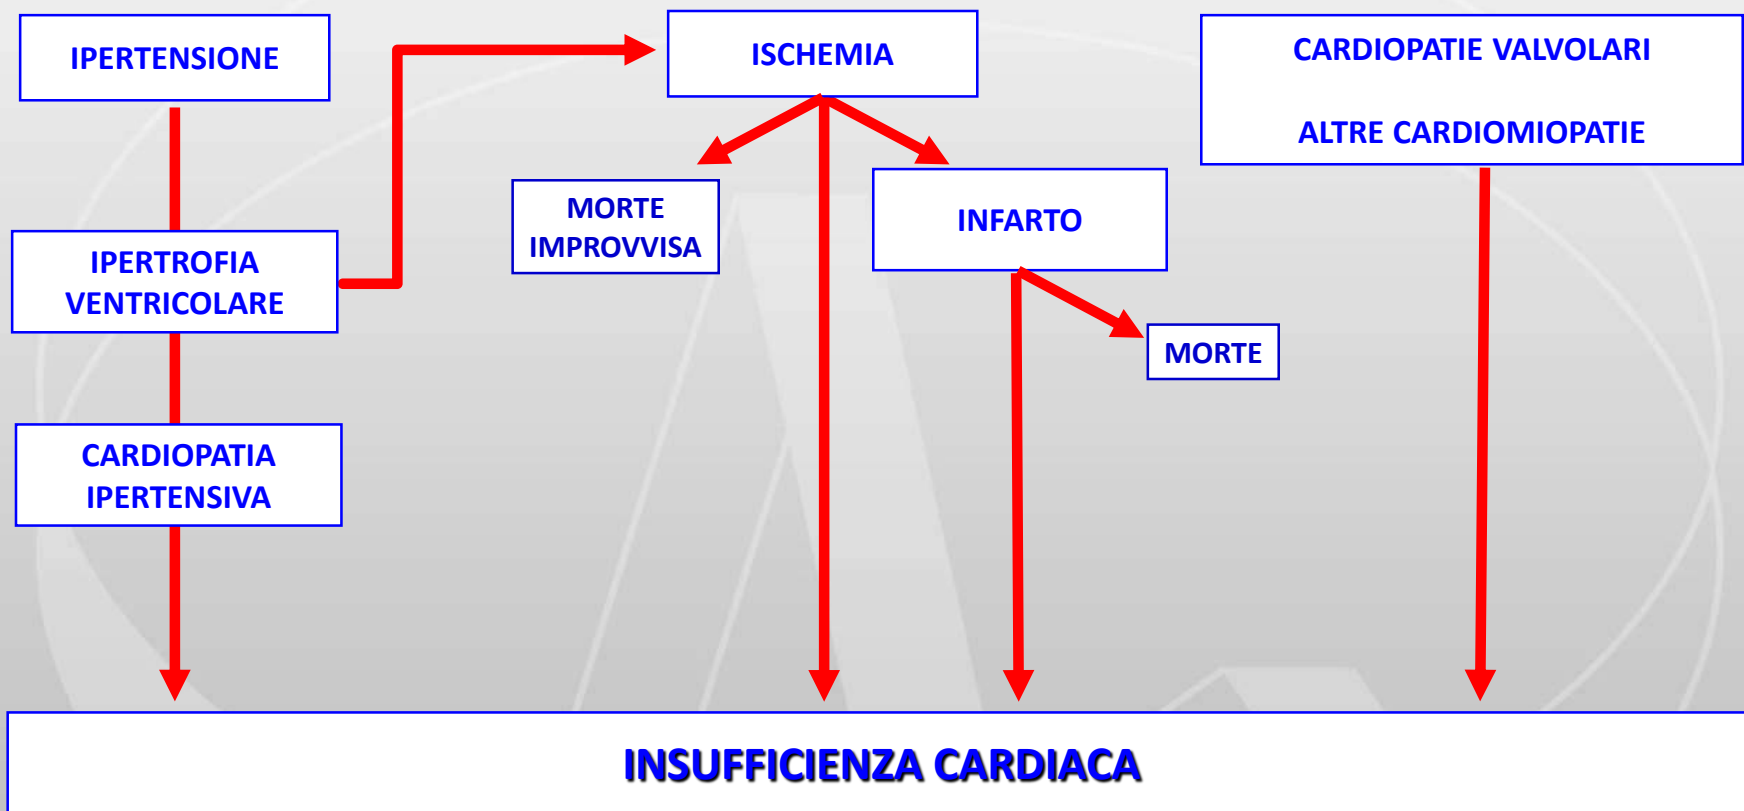 IPERTENSIONE
ISCHEMIA
CARDIOPATIE VALVOLARI
ALTRE CARDIOMIOPATIE
MORTE
IMPROVVISA
INFARTO
IPERTROFIA
VENTRICOLARE
MORTE
CARDIOPATIA
IPERTENSIVA
INSUFFICIENZA CARDIACA